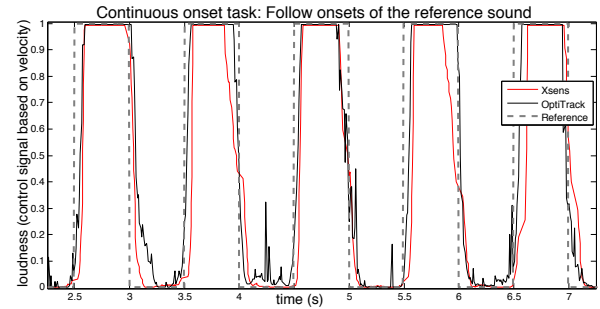 Continuous onset task: Follow onsets of the reference sound
loudness (control signal based on velocity)
1
0.9
0.8
0.7
0.6
0.5
0.4
0.3
0.2
0.1
0
Xsens
OptiTrack
Reference
2.5 3 3.5 4 4.5 5 5.5 6 6.5 7
time (s)